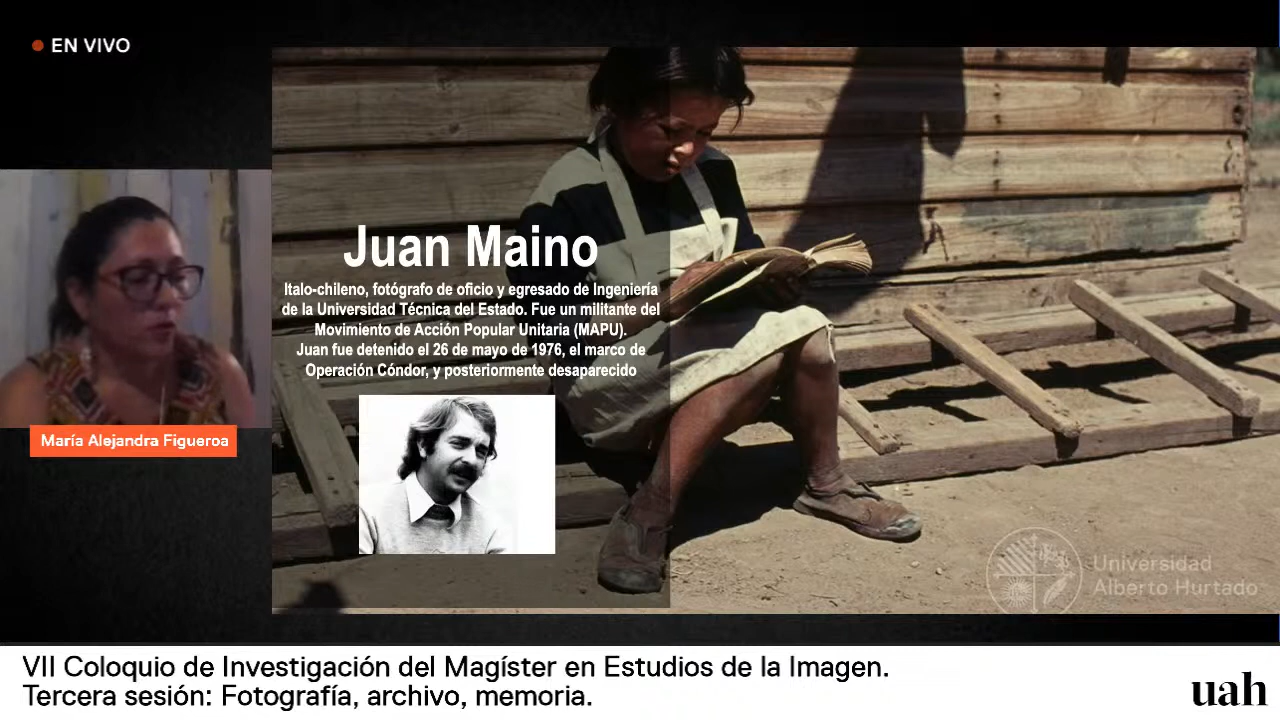 EN VIVO
Juan Maino
Italo-chileno, fotógrafo de oficio y egresado de Ingeniería
de la Universidad Técnica del Estado. Fue un militante del
Movimiento de Acción Popular Unitaria (MAPU).
Juan fue detenido el 26 de mayo de 1976, el marco de
Operación Cóndor, y posteriormente desaparecido
María Alejandra Figueroa
Universidad
Alberto Hurtado
VII Coloquio de Investigación del Magíster en Estudios de la Imagen.
Tercera sesión: Fotografía, archivo, memoria.
uah